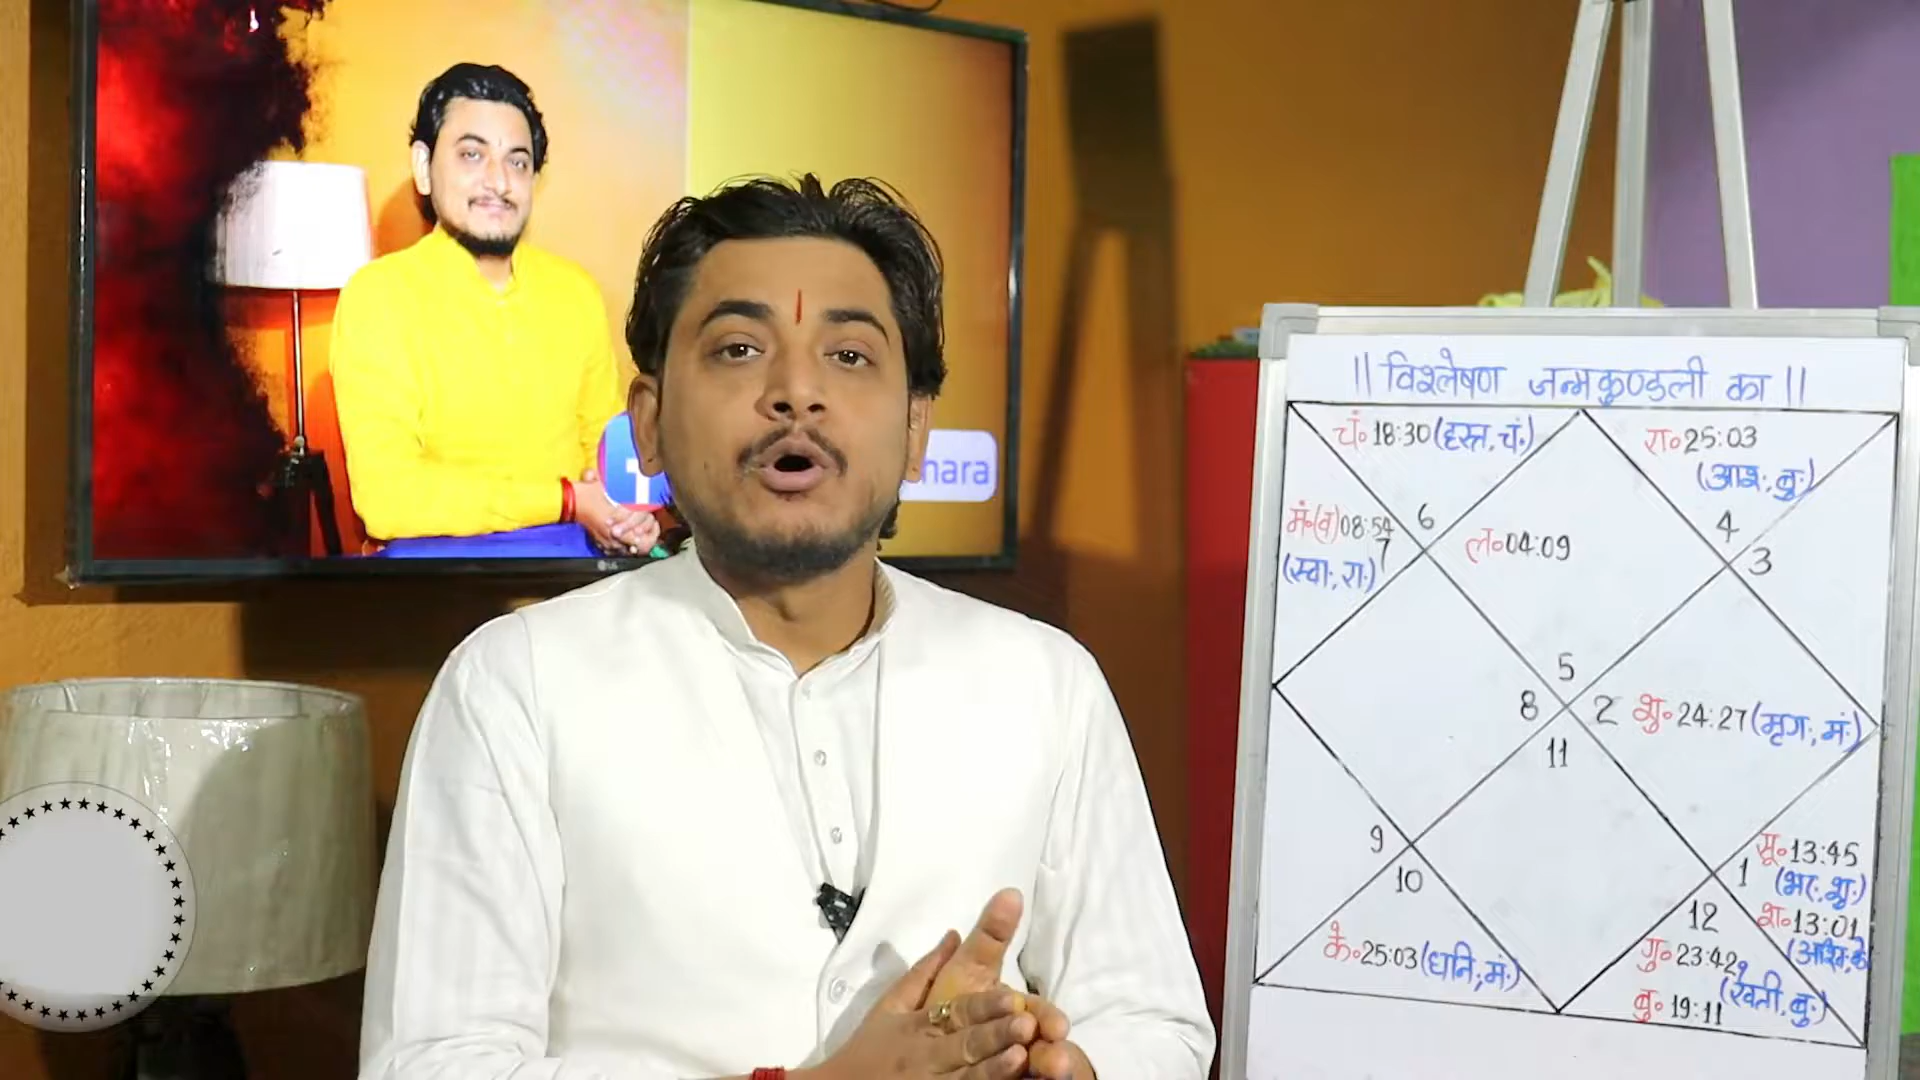 || विश्लेषण जन्मकुण्डली का ||
चं॰ 18:30 (हस्त, चं॰)
रा॰ 25:03
(आश्ले॰, बु॰)
मं॰(व) 08:54
(स्वा॰, रा॰)
7
6
ल॰ 04:09
4
3
5
8
2
शु॰ 24:27 (मृग॰, मं॰)
11
9
10
के॰ 25:03 (धनि॰, मं॰)
1
सू॰ 13:45
(भर॰, शु॰)
12
श॰ 13:01
गु॰ 23:42
(रेवती, बु॰)
बु॰ 19:11
hara
LG